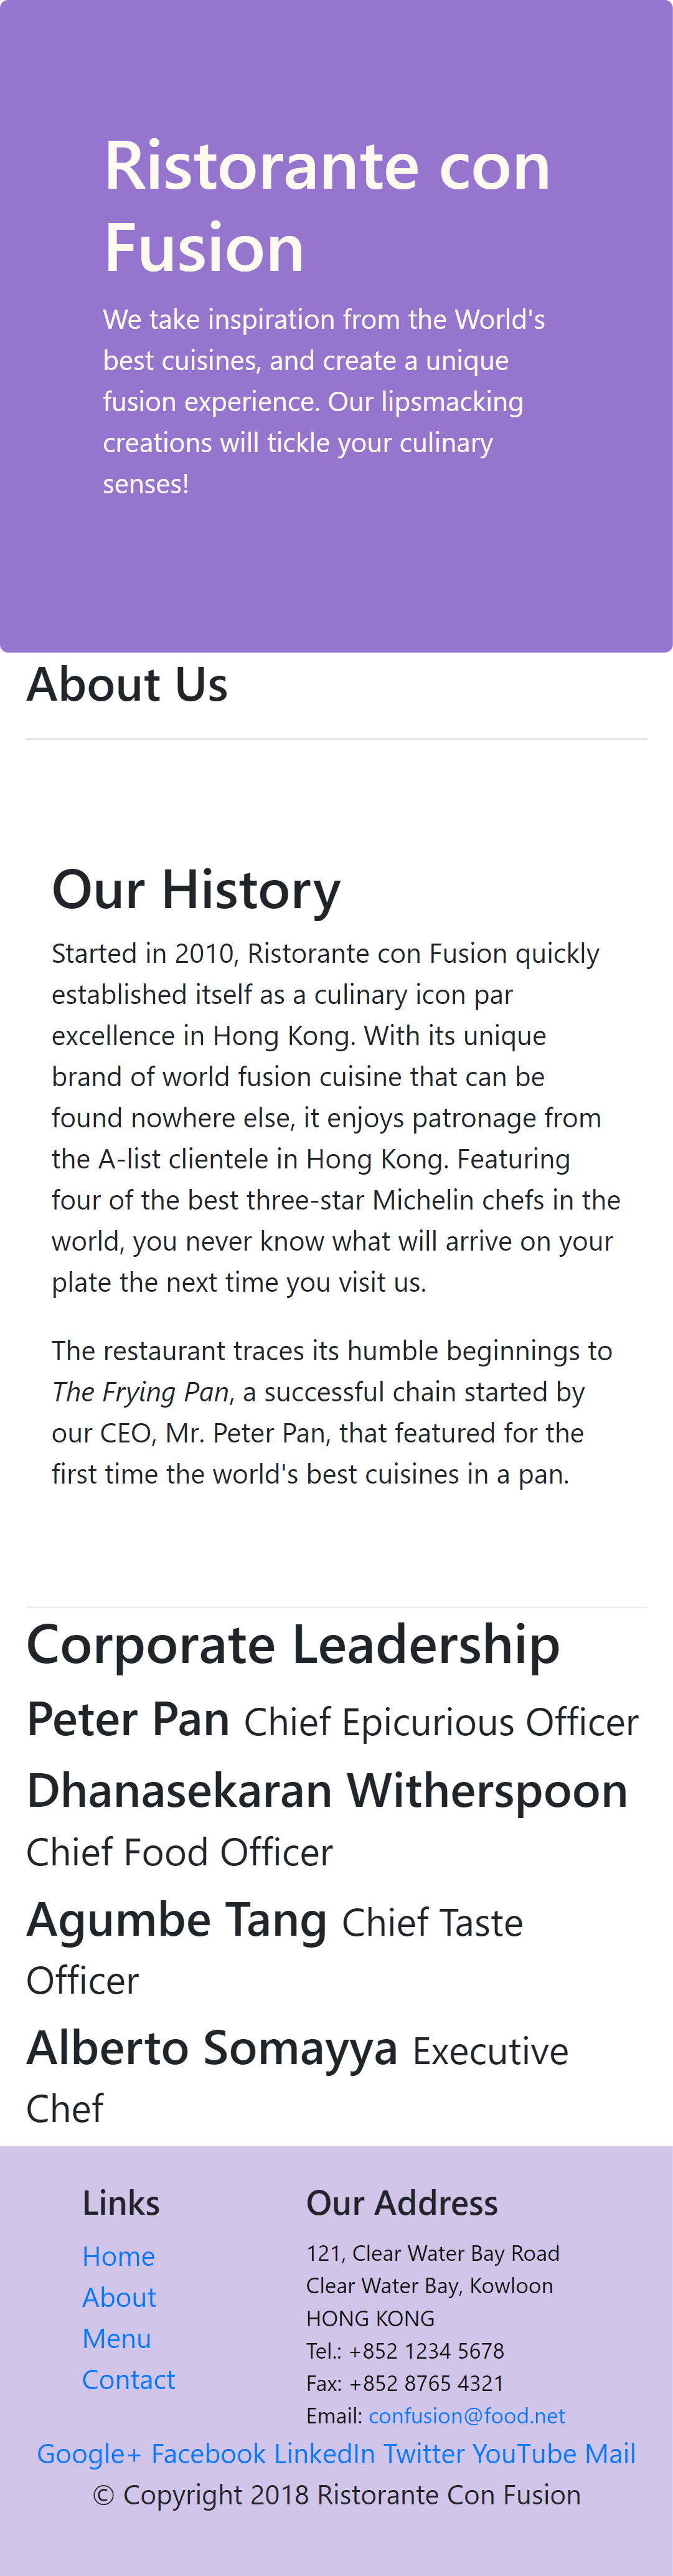 Ristorante con
Fusion
We take inspiration from the World's
best cuisines, and create a unique
fusion experience. Our lipsmacking
creations will tickle your culinary
senses!
About Us
Our History
Started in 2010, Ristorante con Fusion quickly
established itself as a culinary icon par
excellence in Hong Kong. With its unique
brand of world fusion cuisine that can be
found nowhere else, it enjoys patronage from
the A-list clientele in Hong Kong. Featuring
four of the best three-star Michelin chefs in the
world, you never know what will arrive on your
plate the next time you visit us.
The restaurant traces its humble beginnings to
The Frying Pan, a successful chain started by
our CEO, Mr. Peter Pan, that featured for the
first time the world's best cuisines in a pan.
Corporate Leadership
Peter Pan Chief Epicurious Officer
Dhanasekaran Witherspoon
Chief Food Officer
Agumbe Tang Chief Taste
Officer
Alberto Somayya Executive
Chef
Links
Home
About
Menu
Contact
Our Address
121, Clear Water Bay Road
Clear Water Bay, Kowloon
HONG KONG
Tel.: +852 1234 5678
Fax: +852 8765 4321
Email: confusion@food.net
Google+ Facebook LinkedIn Twitter YouTube Mail
© Copyright 2018 Ristorante Con Fusion